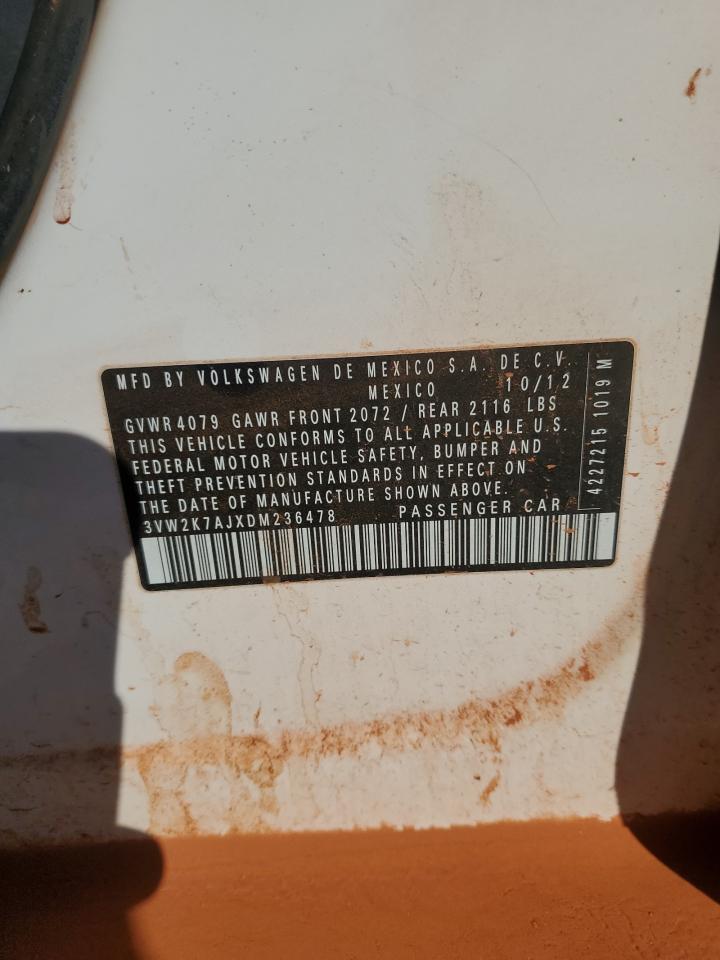 MFD BY VOLKSWAGEN DE MEXICO S.A. DE C.V.
MEXICO 10/12
GVWR 4079 GAWR FRONT 2072 / REAR 2116 LBS
THIS VEHICLE CONFORMS TO ALL APPLICABLE U.S.
FEDERAL MOTOR VEHICLE SAFETY, BUMPER AND
THEFT PREVENTION STANDARDS IN EFFECT ON
THE DATE OF MANUFACTURE SHOWN ABOVE.
3VW2K7AJXDM236478 PASSENGER CAR
4227215 1019 M